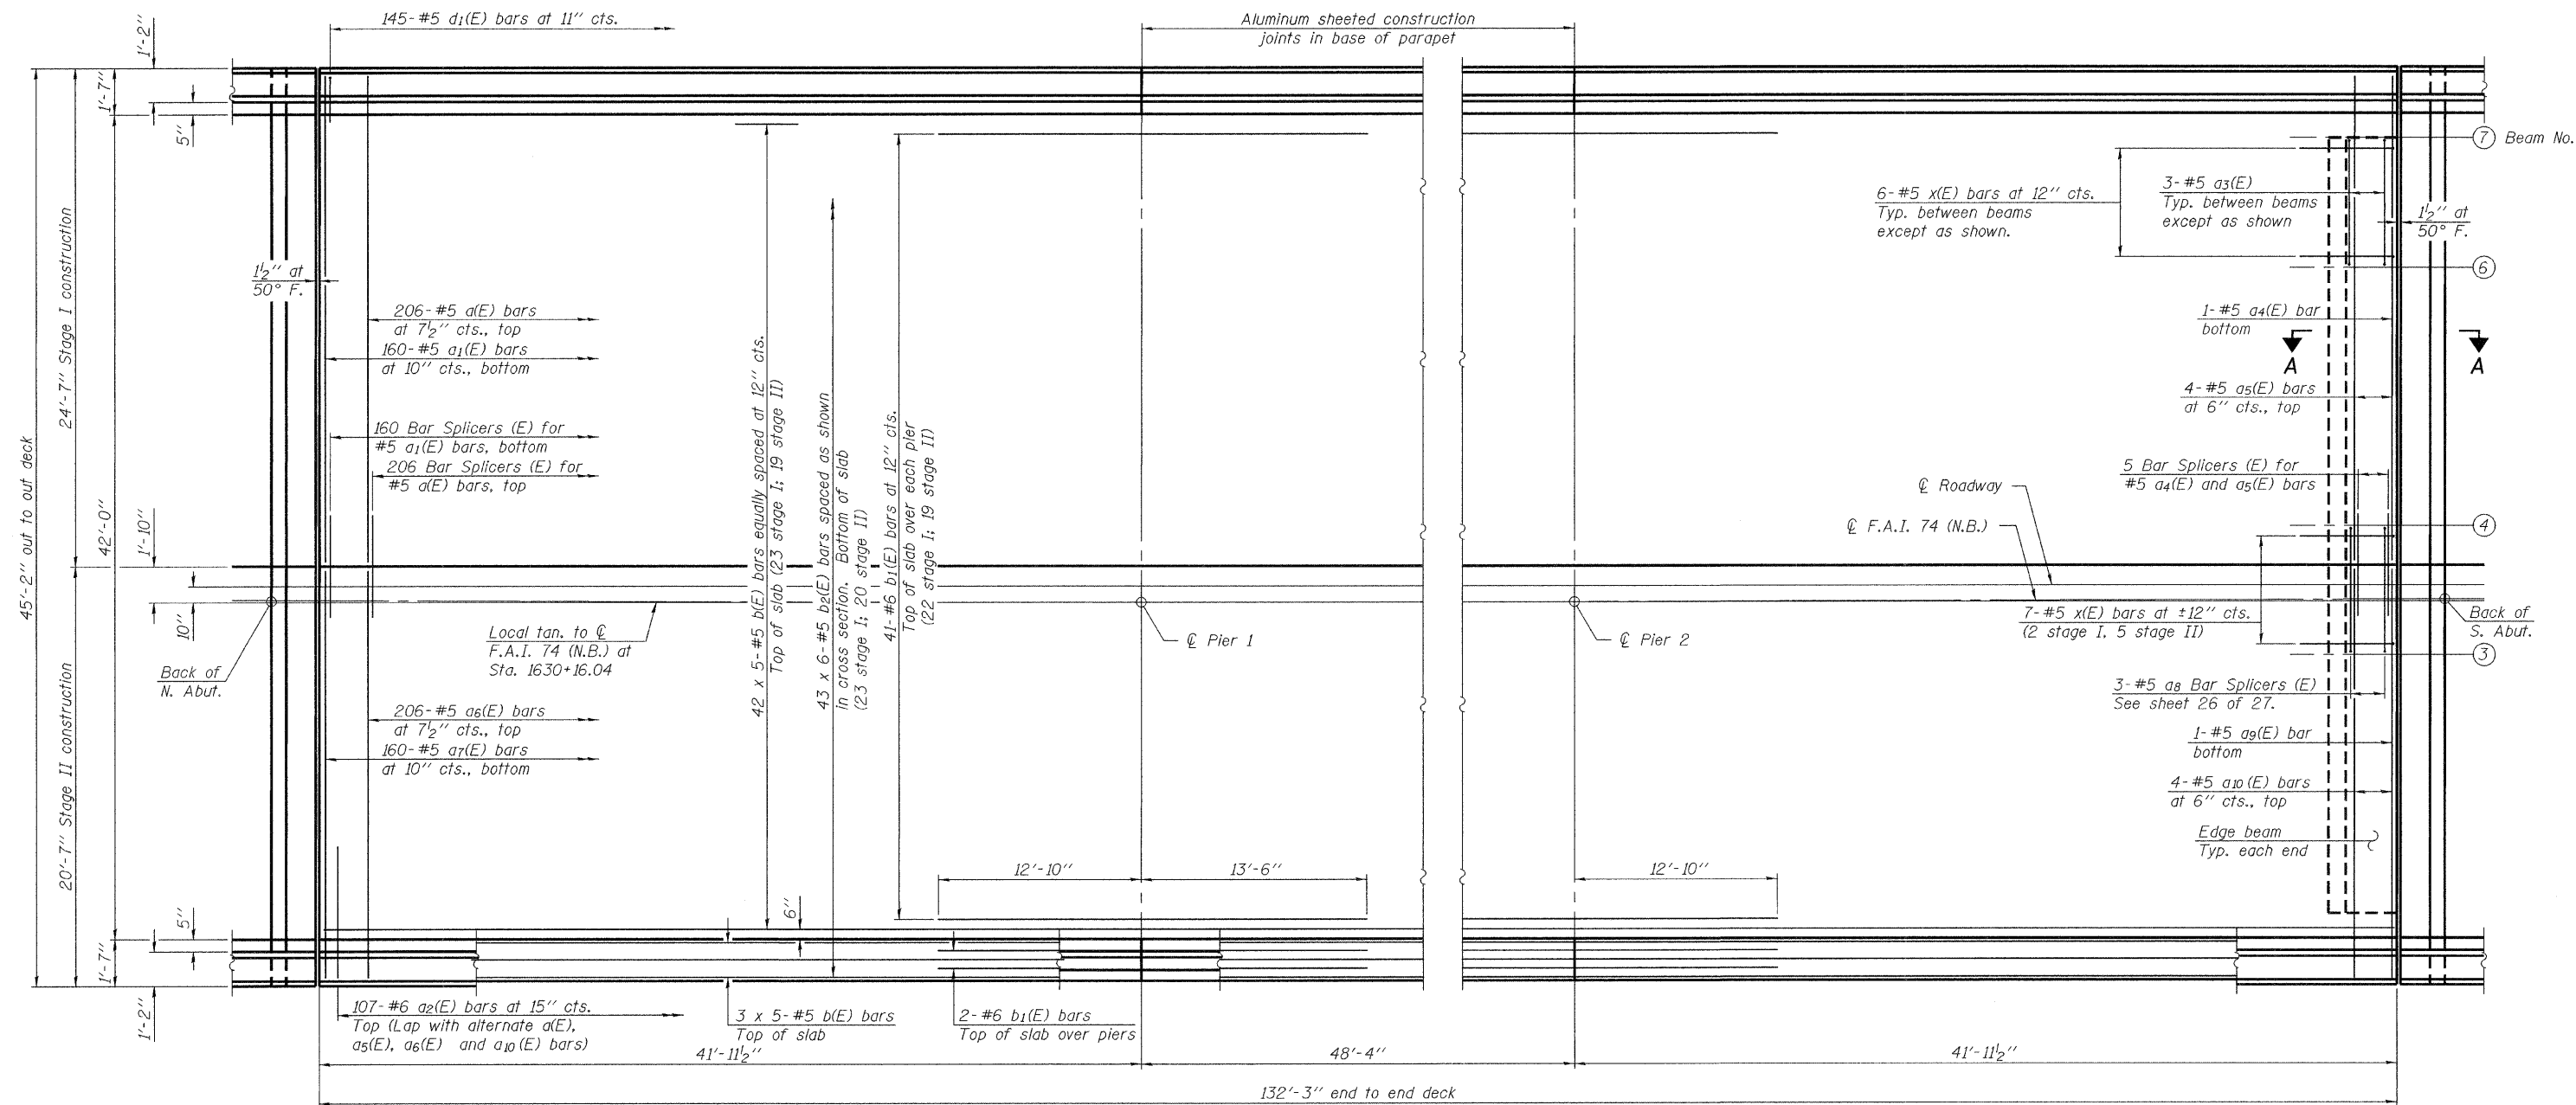 145-#5 d1(E) bars at 11" cts.
Aluminum sheeted construction
joints in base of parapet
1'-2"
1'-7"
5"
45'-2" out to out deck
24'-7" Stage I construction
42'-0"
1'-10"
10"
20'-7" Stage II construction
5"
1'-7"
1'-2"
1½" at
50° F.
206-#5 a(E) bars
at 7½" cts., top
160-#5 a1(E) bars
at 10" cts., bottom
160 Bar Splicers (E) for
#5 a1(E) bars, bottom
206 Bar Splicers (E) for
#5 a(E) bars, top
Back of
N. Abut.
Local tan. to ℄
F.A.I. 74 (N.B.) at
Sta. 1630+16.04
206-#5 a6(E) bars
at 7½" cts., top
160-#5 a7(E) bars
at 10" cts., bottom
42 x 5-#5 b(E) bars equally spaced at 12" cts.
Top of slab (23 stage I; 19 stage II)
43 x 6-#5 b2(E) bars spaced as shown
in cross section. Bottom of slab
(23 stage I; 20 stage II)
41-#6 b1(E) bars at 12" cts.
Top of slab over each pier
(22 stage I; 19 stage II)
℄ Pier 1
℄ Pier 2
℄ Roadway
℄ F.A.I. 74 (N.B.)
7 Beam No.
6-#5 x(E) bars at 12" cts.
Typ. between beams
except as shown.
3-#5 a3(E)
Typ. between beams
except as shown
1½" at
50° F.
6
1-#5 a4(E) bar
bottom
A A
4-#5 a5(E) bars
at 6" cts., top
5 Bar Splicers (E) for
#5 a4(E) and a5(E) bars
4
7-#5 x(E) bars at ±12" cts.
(2 stage I, 5 stage II)
Back of
S. Abut.
3
3-#5 a8 Bar Splicers (E)
See sheet 26 of 27.
1-#5 a9(E) bar
bottom
4-#5 a10(E) bars
at 6" cts., top
Edge beam
Typ. each end
12'-10"
13'-6"
12'-10"
6"
107-#6 a2(E) bars at 15" cts.
Top (Lap with alternate a(E),
a5(E), a6(E) and a10(E) bars)
3 x 5-#5 b(E) bars
Top of slab
2-#6 b1(E) bars
Top of slab over piers
41'-11½"
48'-4"
41'-11½"
132'-3" end to end deck